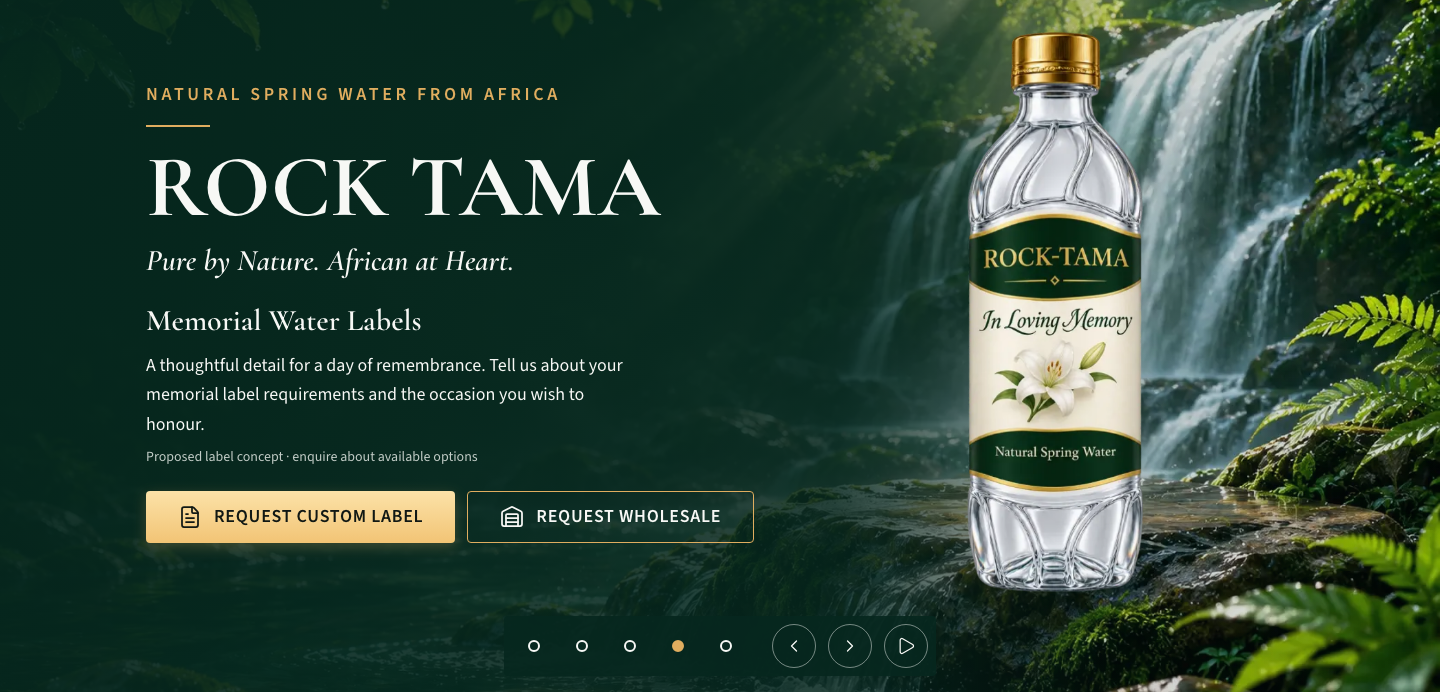 NATURAL SPRING WATER FROM AFRICA
ROCK TAMA
Pure by Nature. African at Heart.
Memorial Water Labels
A thoughtful detail for a day of remembrance. Tell us about your
memorial label requirements and the occasion you wish to
honour.
Proposed label concept · enquire about available options
REQUEST CUSTOM LABEL
REQUEST WHOLESALE
ROCK-TAMA
In Loving Memory
Natural Spring Water